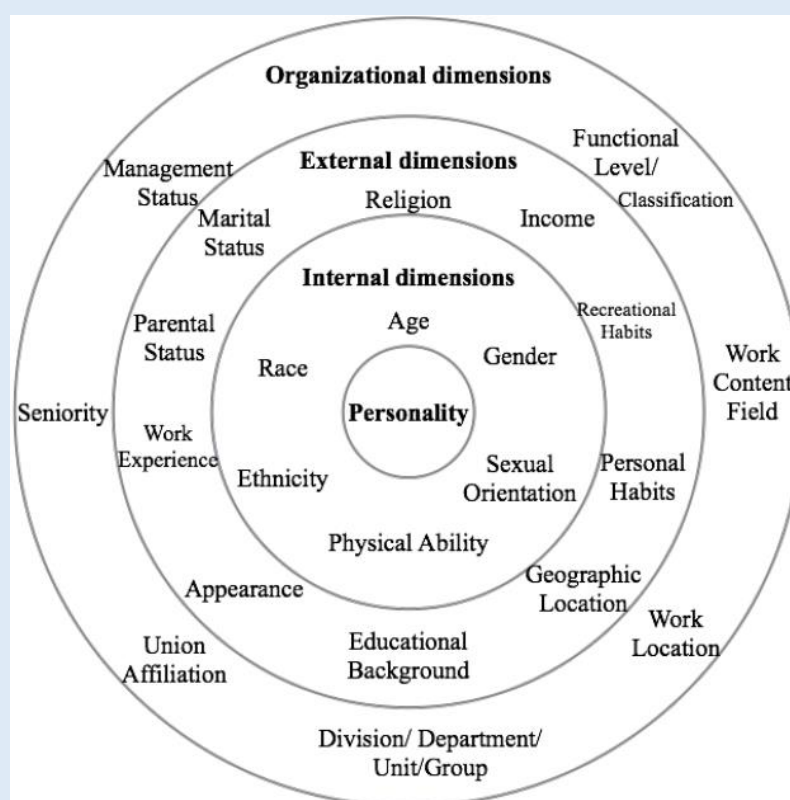 Organizational dimensions
Functional
Level/
Classification
Management
Status
External dimensions
Religion
Marital
Status
Income
Internal dimensions
Age
Recreational
Habits
Parental
Status
Race
Gender
Work
Content
Field
Seniority
Personality
Work
Experience
Ethnicity
Sexual
Orientation
Personal
Habits
Physical Ability
Appearance
Geographic
Location
Union
Affiliation
Educational
Background
Work
Location
Division/ Department/
Unit/Group